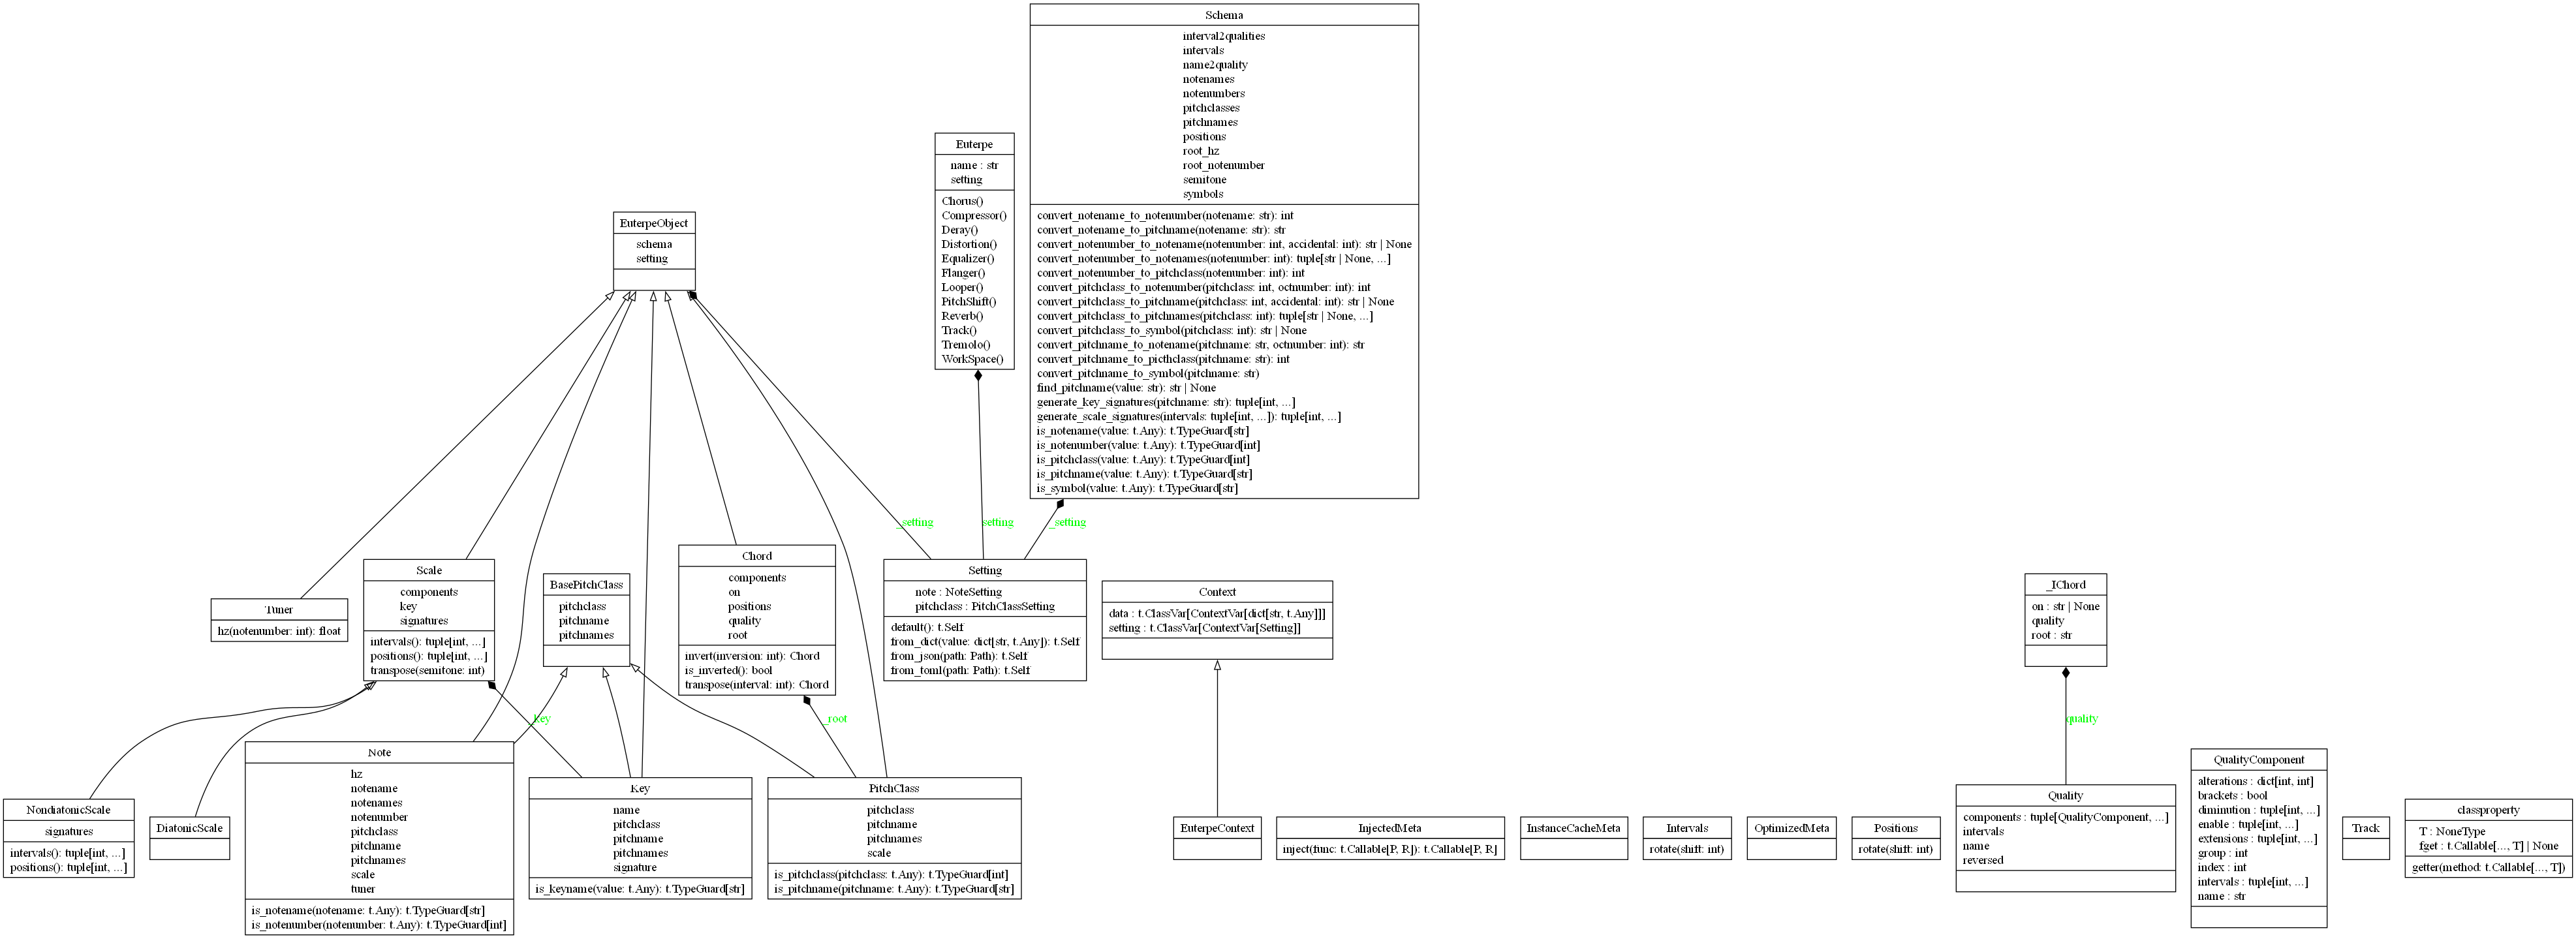 Schema
interval2qualities
intervals
name2quality
notenames
notenumbers
pitchclasses
pitchnames
positions
root_hz
root_notenumber
semitone
symbols
convert_notename_to_notenumber(notename: str): int
convert_notename_to_pitchname(notename: str): str
convert_notenumber_to_notename(notenumber: int, accidental: int): str | None
convert_notenumber_to_notenames(notenumber: int): tuple[str | None, ...]
convert_notenumber_to_pitchclass(notenumber: int): int
convert_pitchclass_to_notenumber(pitchclass: int, octnumber: int): int
convert_pitchclass_to_pitchname(pitchclass: int, accidental: int): str | None
convert_pitchclass_to_pitchnames(pitchclass: int): tuple[str | None, ...]
convert_pitchclass_to_symbol(pitchclass: int): str | None
convert_pitchname_to_notename(pitchname: str, octnumber: int): str
convert_pitchname_to_picthclass(pitchname: str): int
convert_pitchname_to_symbol(pitchname: str)
find_pitchname(value: str): str | None
generate_key_signatures(pitchname: str): tuple[int, ...]
generate_scale_signatures(intervals: tuple[int, ...]): tuple[int, ...]
is_notename(value: t.Any): t.TypeGuard[str]
is_notenumber(value: t.Any): t.TypeGuard[int]
is_pitchclass(value: t.Any): t.TypeGuard[int]
is_pitchname(value: t.Any): t.TypeGuard[str]
is_symbol(value: t.Any): t.TypeGuard[str]
Euterpe
name : str
setting
Chorus()
Compressor()
Deray()
Distortion()
Equalizer()
Flanger()
Looper()
PitchShift()
Reverb()
Track()
Tremolo()
WorkSpace()
EuterpeObject
schema
setting
_setting
setting
_setting
Tuner
hz(notenumber: int): float
Scale
components
key
signatures
intervals(): tuple[int, ...]
positions(): tuple[int, ...]
transpose(semitone: int)
BasePitchClass
pitchclass
pitchname
pitchnames
Chord
components
on
positions
quality
root
invert(inversion: int): Chord
is_inverted(): bool
transpose(interval: int): Chord
Setting
note : NoteSetting
pitchclass : PitchClassSetting
default(): t.Self
from_dict(value: dict[str, t.Any]): t.Self
from_json(path: Path): t.Self
from_toml(path: Path): t.Self
Context
data : t.ClassVar[ContextVar[dict[str, t.Any]]]
setting : t.ClassVar[ContextVar[Setting]]
_IChord
on : str | None
quality
root : str
_key
_root
quality
NondiatonicScale
signatures
intervals(): tuple[int, ...]
positions(): tuple[int, ...]
DiatonicScale
Note
hz
notename
notenames
notenumber
pitchclass
pitchname
pitchnames
scale
tuner
is_notename(notename: t.Any): t.TypeGuard[str]
is_notenumber(notenumber: t.Any): t.TypeGuard[int]
Key
name
pitchclass
pitchname
pitchnames
signature
is_keyname(value: t.Any): t.TypeGuard[str]
PitchClass
pitchclass
pitchname
pitchnames
scale
is_pitchclass(pitchclass: t.Any): t.TypeGuard[int]
is_pitchname(pitchname: t.Any): t.TypeGuard[str]
EuterpeContext
InjectedMeta
inject(func: t.Callable[P, R]): t.Callable[P, R]
InstanceCacheMeta
Intervals
rotate(shift: int)
OptimizedMeta
Positions
rotate(shift: int)
Quality
components : tuple[QualityComponent, ...]
intervals
name
reversed
QualityComponent
alterations : dict[int, int]
brackets : bool
diminution : tuple[int, ...]
enable : tuple[int, ...]
extensions : tuple[int, ...]
group : int
index : int
intervals : tuple[int, ...]
name : str
Track
classproperty
T : NoneType
fget : t.Callable[..., T] | None
getter(method: t.Callable[..., T])